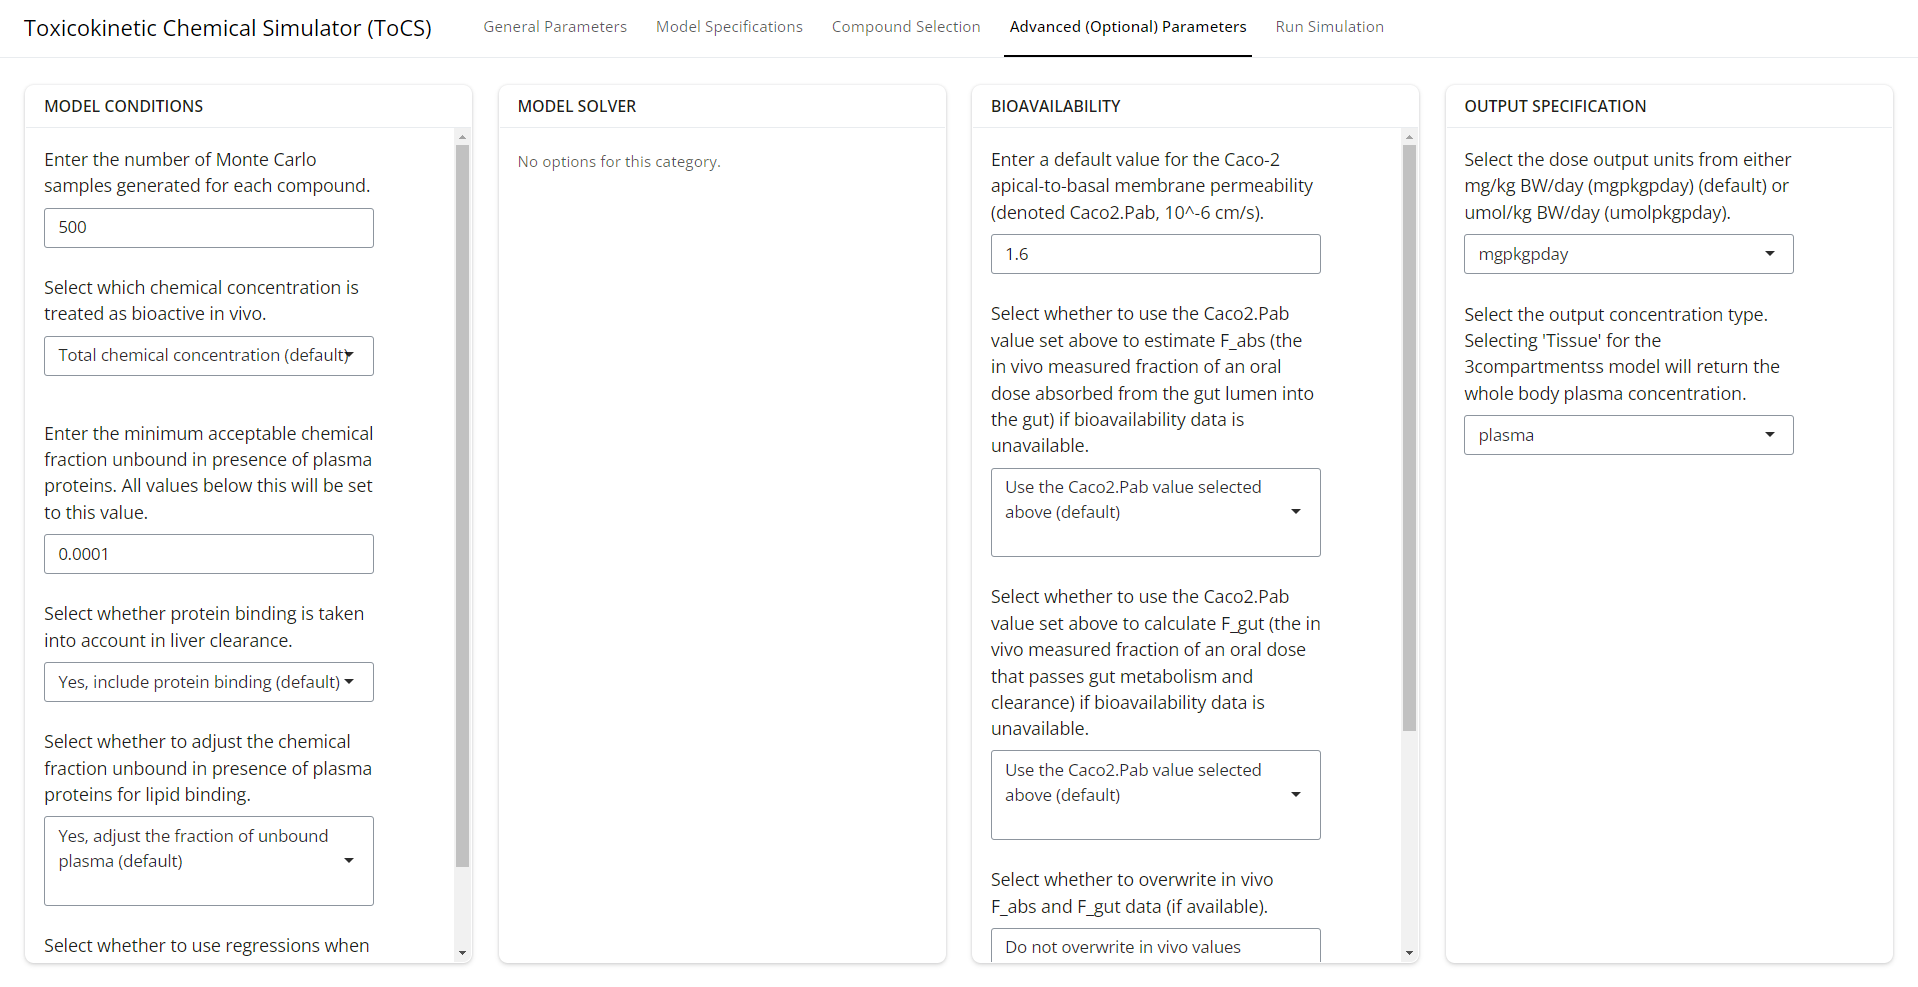 Toxicokinetic Chemical Simulator (ToCS)
General Parameters
Model Specifications
Compound Selection
Advanced (Optional) Parameters
Run Simulation
MODEL CONDITIONS
Enter the number of Monte Carlo
samples generated for each compound.
500
Select which chemical concentration is
treated as bioactive in vivo.
Total chemical concentration (default)
Enter the minimum acceptable chemical
fraction unbound in presence of plasma
proteins. All values below this will be set
to this value.
0.0001
Select whether protein binding is taken
into account in liver clearance.
Yes, include protein binding (default)
Select whether to adjust the chemical
fraction unbound in presence of plasma
proteins for lipid binding.
Yes, adjust the fraction of unbound
plasma (default)
Select whether to use regressions when
MODEL SOLVER
No options for this category.
BIOAVAILABILITY
Enter a default value for the Caco-2
apical-to-basal membrane permeability
(denoted Caco2.Pab, 10^-6 cm/s).
1.6
Select whether to use the Caco2.Pab
value set above to estimate F_abs (the
in vivo measured fraction of an oral
dose absorbed from the gut lumen into
the gut) if bioavailability data is
unavailable.
Use the Caco2.Pab value selected
above (default)
Select whether to use the Caco2.Pab
value set above to calculate F_gut (the in
vivo measured fraction of an oral dose
that passes gut metabolism and
clearance) if bioavailability data is
unavailable.
Use the Caco2.Pab value selected
above (default)
Select whether to overwrite in vivo
F_abs and F_gut data (if available).
Do not overwrite in vivo values
OUTPUT SPECIFICATION
Select the dose output units from either
mg/kg BW/day (mgpkgpday) (default) or
umol/kg BW/day (umolpkgpday).
mgpkgpday
Select the output concentration type.
Selecting 'Tissue' for the
3compartmentss model will return the
whole body plasma concentration.
plasma